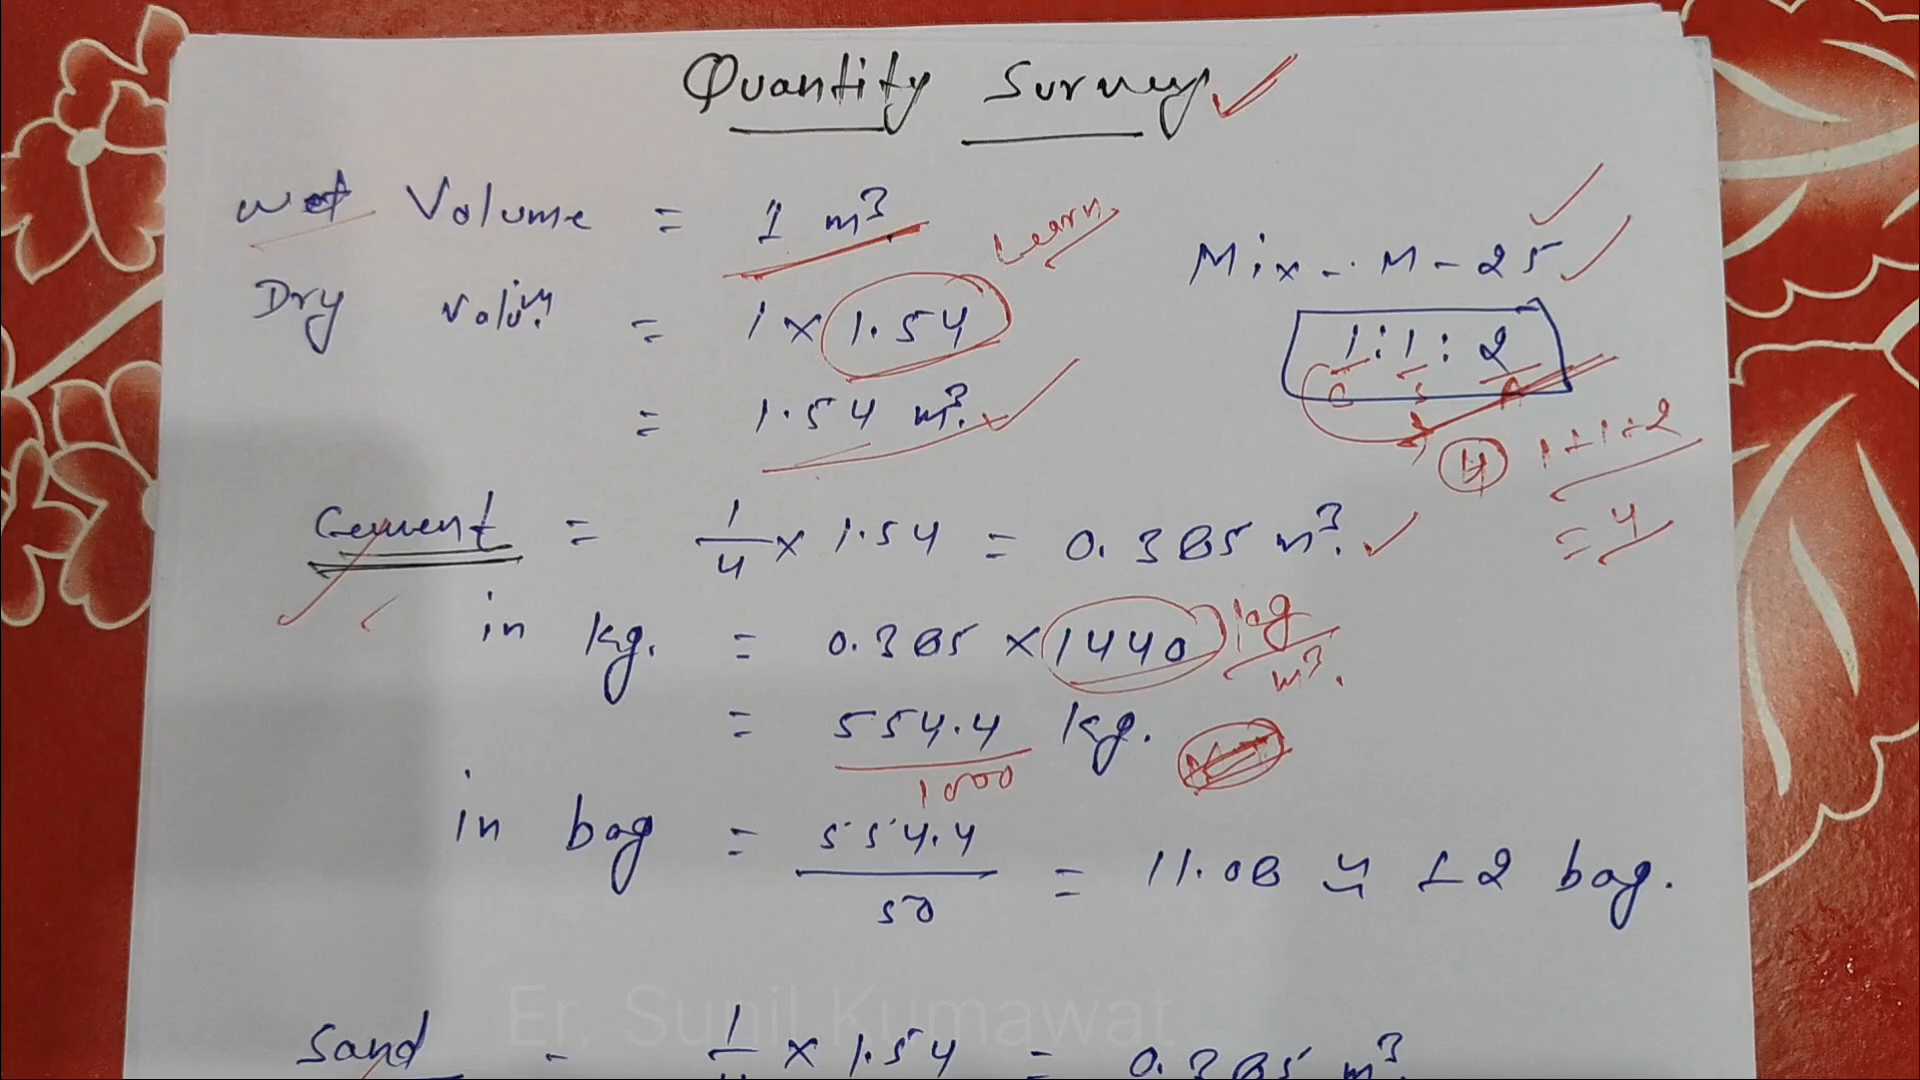 Quantity Survey
Wet Volume = 1 m³
Learn
Dry = 1 × 1.54
= 1.54 m³.
Mix - M - 25
1:1:2
C S A
4 1+1+2
= 4
Cement = 1/4 × 1.54 = 0.385 m³.
in kg. = 0.385 × 1440 kg/m³.
= 554.4 kg.
1000
in bag = 554.4/50 = 11.08 ≃ 12 bag.
Er. Sunil Kumawat
Sand - 1/4 × 1.54 = 0.385 m³